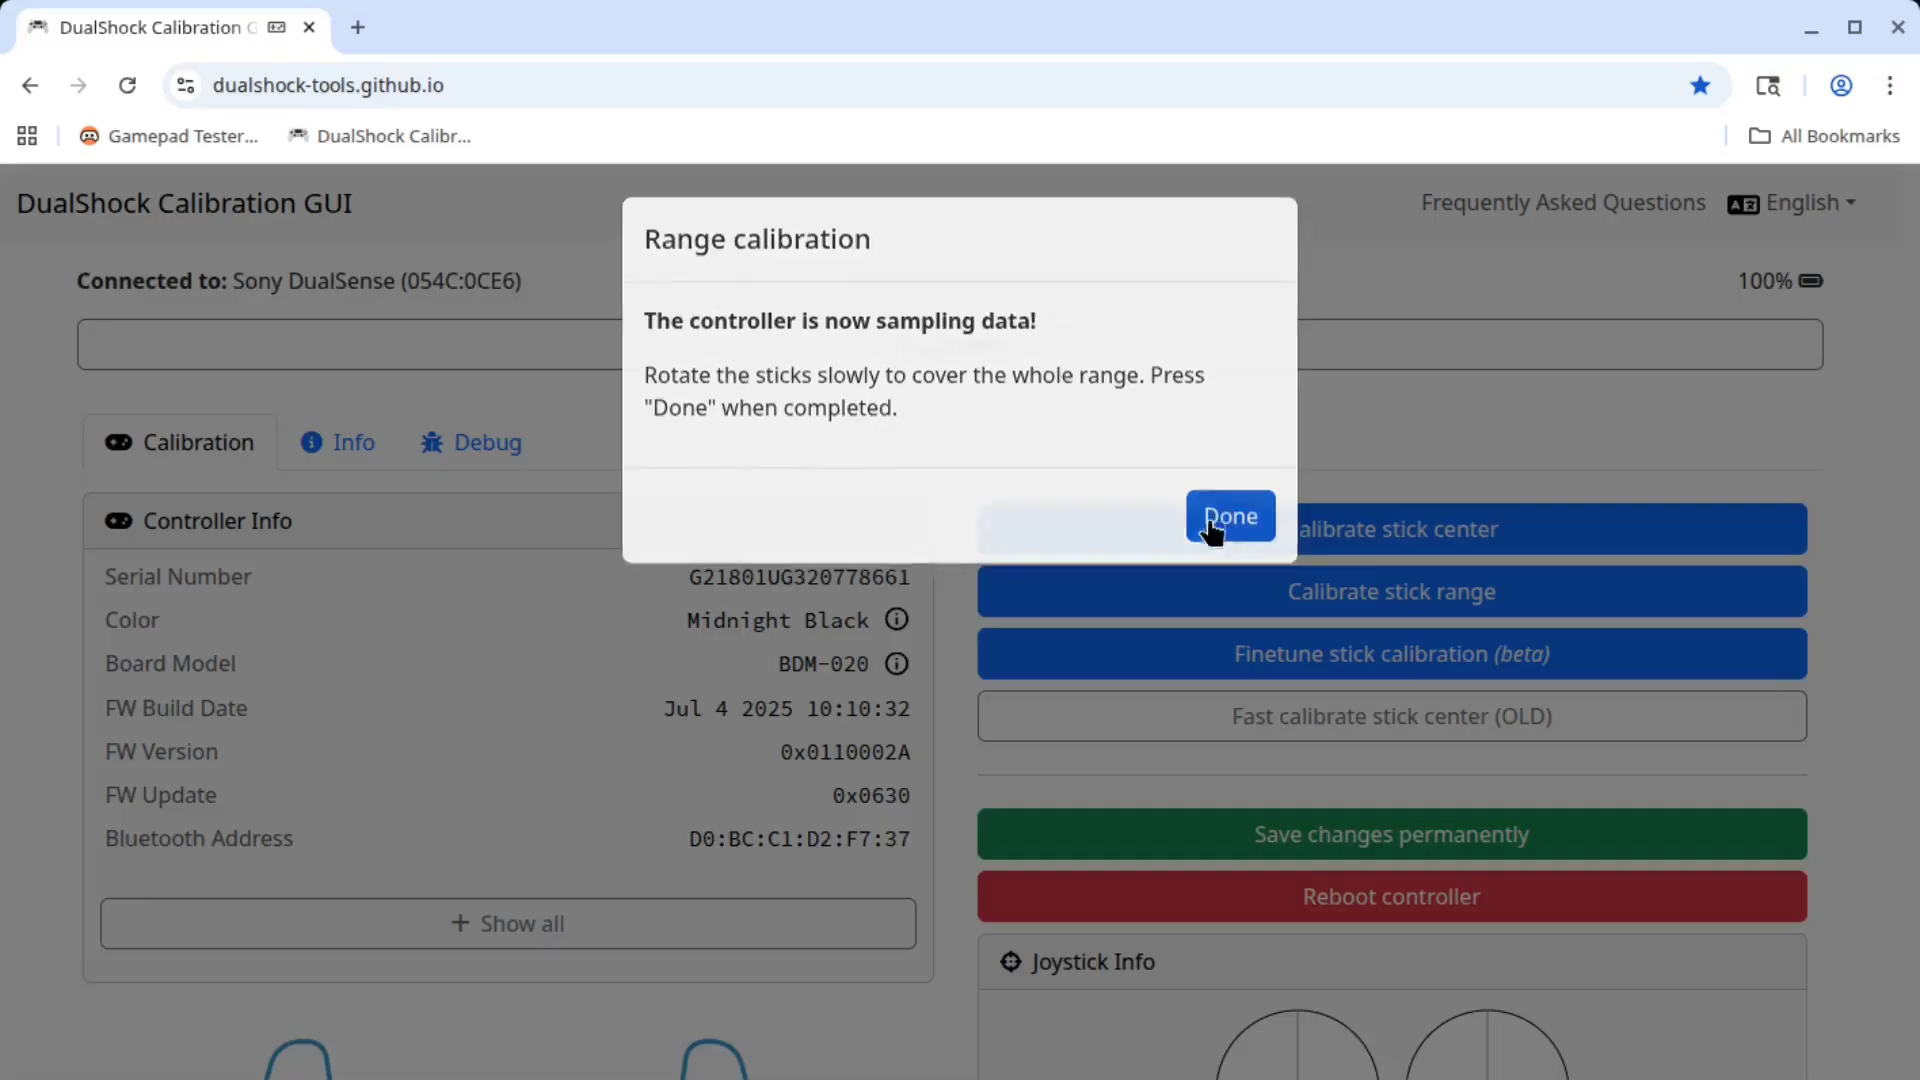 DualShock Calibration G
dualshock-tools.github.io
Gamepad Tester...
DualShock Calibr...
All Bookmarks
DualShock Calibration GUI
Frequently Asked Questions
English
Connected to: Sony DualSense (054C:0CE6)
100%
Range calibration
The controller is now sampling data!
Rotate the sticks slowly to cover the whole range. Press
"Done" when completed.
Done
Calibration
Info
Debug
Controller Info
Serial Number G21801UG320778661
Color Midnight Black
Board Model BDM-020
FW Build Date Jul 4 2025 10:10:32
FW Version 0x0110002A
FW Update 0x0630
Bluetooth Address D0:BC:C1:D2:F7:37
+ Show all
alibrate stick center
Calibrate stick range
Finetune stick calibration (beta)
Fast calibrate stick center (OLD)
Save changes permanently
Reboot controller
Joystick Info